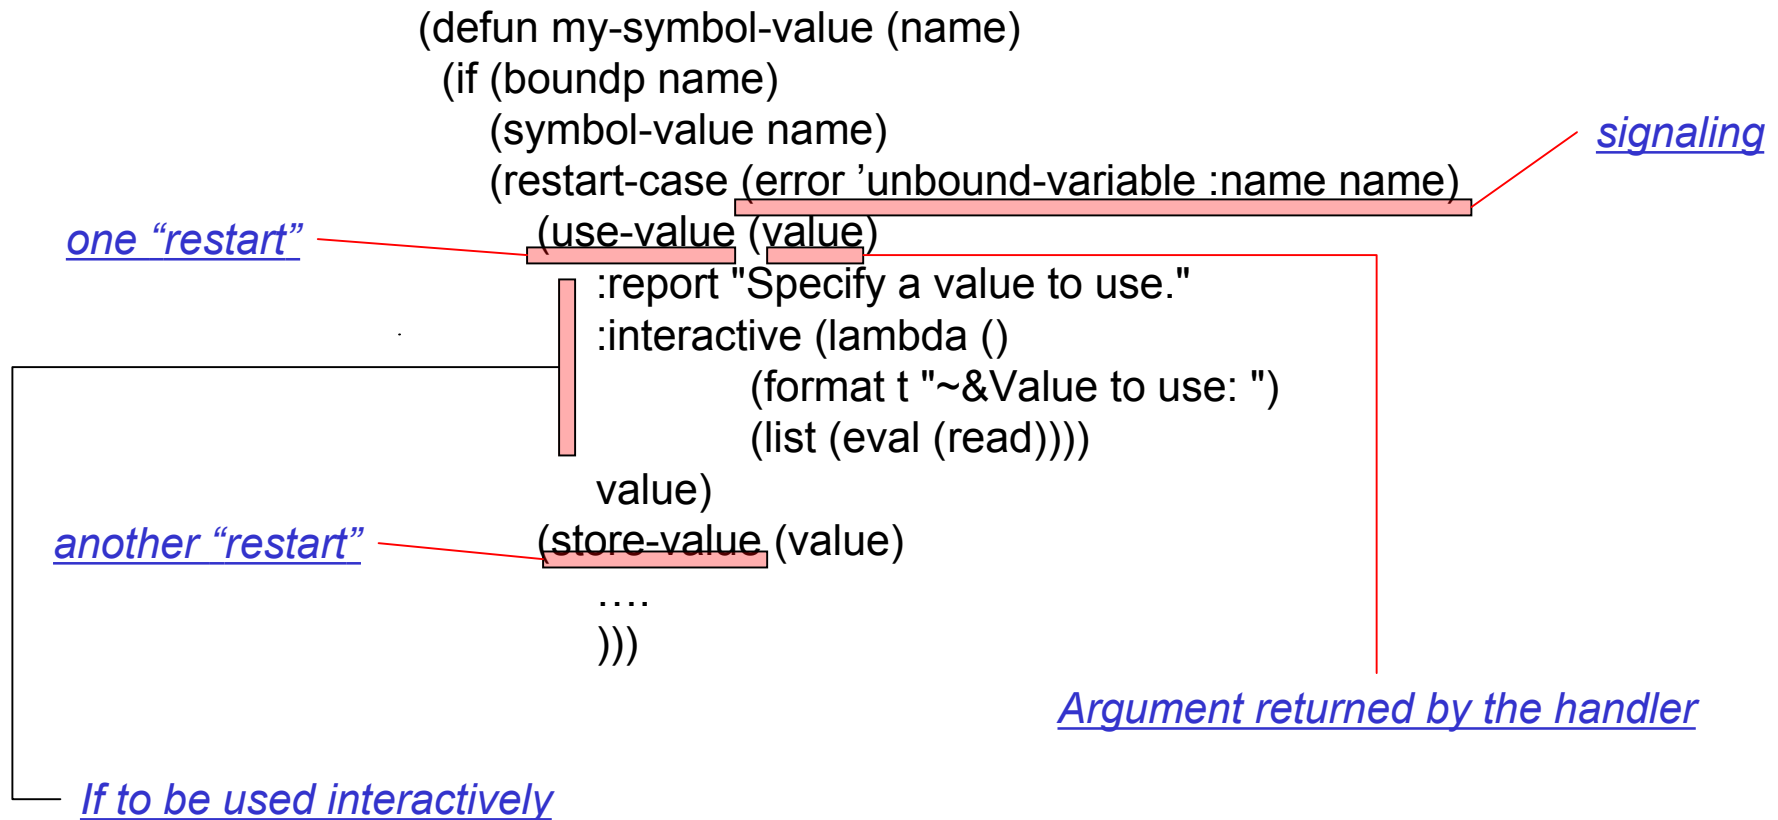 (defun my-symbol-value (name)
(if (boundp name)
(symbol-value name)
signaling
(restart-case (error ’unbound-variable :name name)
one “restart”
(use-value (value)
:report "Specify a value to use."
:interactive (lambda ()
(format t "~&Value to use: ")
(list (eval (read))))
value)
another “restart”
(store-value (value)
….
)))
Argument returned by the handler
If to be used interactively